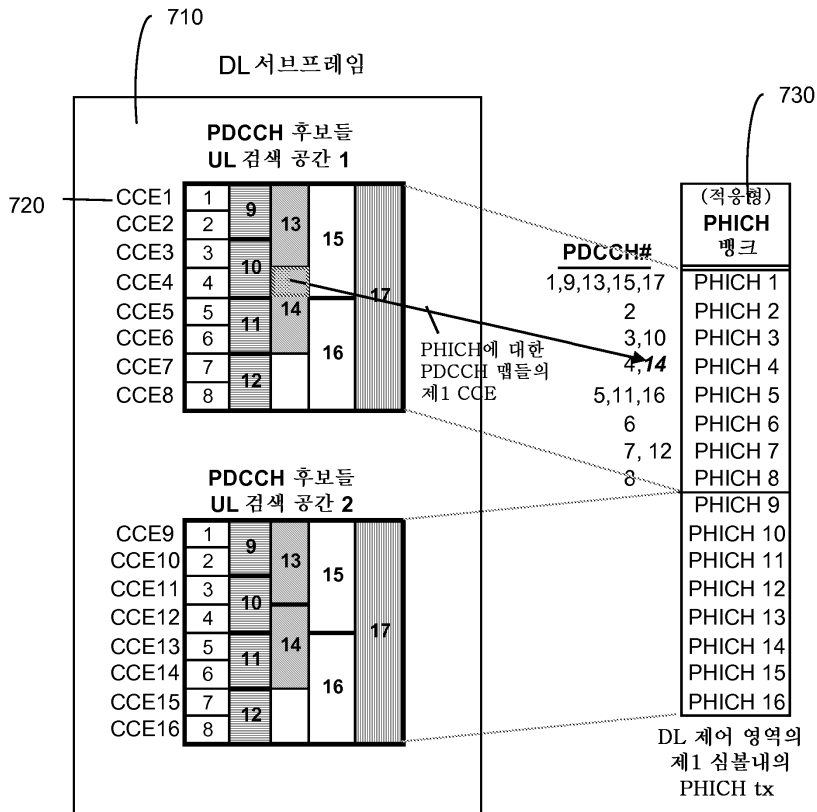 710
DL 서브프레임
730
PDCCH 후보들
UL 검색 공간 1
720
CCE1 1
CCE2 2
CCE3 3
CCE4 4
CCE5 5
CCE6 6
CCE7 7
CCE8 8
9
10
11
12
13
14
15
16
17
PDCCH#
1,9,13,15,17
2
3,10
4,14
5,11,16
6
7, 12
8
PHICH에 대한
PDCCH 맵들의
제1 CCE
(적응형)
PHICH
뱅크
PHICH 1
PHICH 2
PHICH 3
PHICH 4
PHICH 5
PHICH 6
PHICH 7
PHICH 8
PHICH 9
PHICH 10
PHICH 11
PHICH 12
PHICH 13
PHICH 14
PHICH 15
PHICH 16
DL 제어 영역의
제1 심볼내의
PHICH tx
PDCCH 후보들
UL 검색 공간 2
CCE9 1
CCE10 2
CCE11 3
CCE12 4
CCE13 5
CCE14 6
CCE15 7
CCE16 8
9
10
11
12
13
14
15
16
17